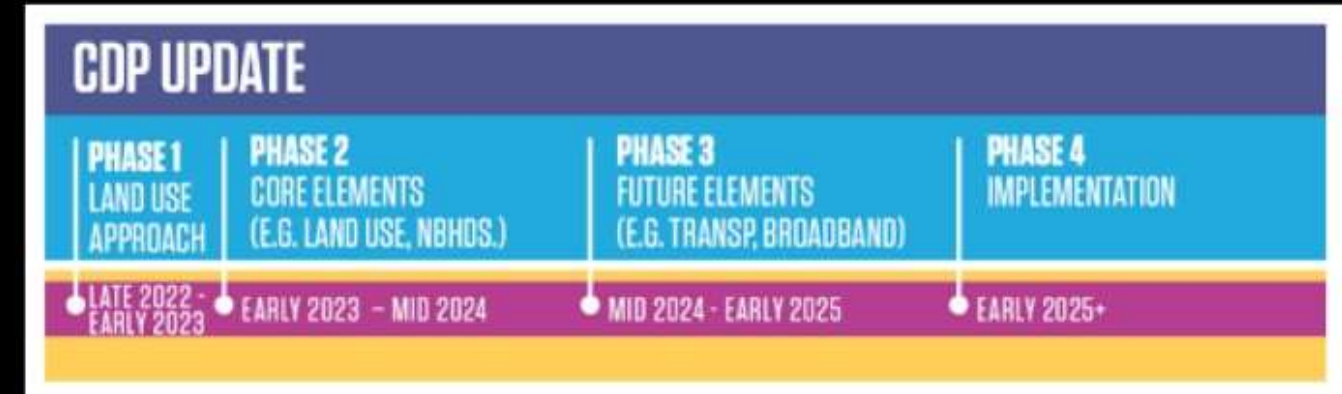 CDP UPDATE
PHASE 1
LAND USE
APPROACH
PHASE 2
CORE ELEMENTS
(E.G. LAND USE, NBHDS.)
PHASE 3
FUTURE ELEMENTS
(E.G. TRANSP, BROADBAND)
PHASE 4
IMPLEMENTATION
LATE 2022 -
EARLY 2023
EARLY 2023 – MID 2024
MID 2024 - EARLY 2025
EARLY 2025+